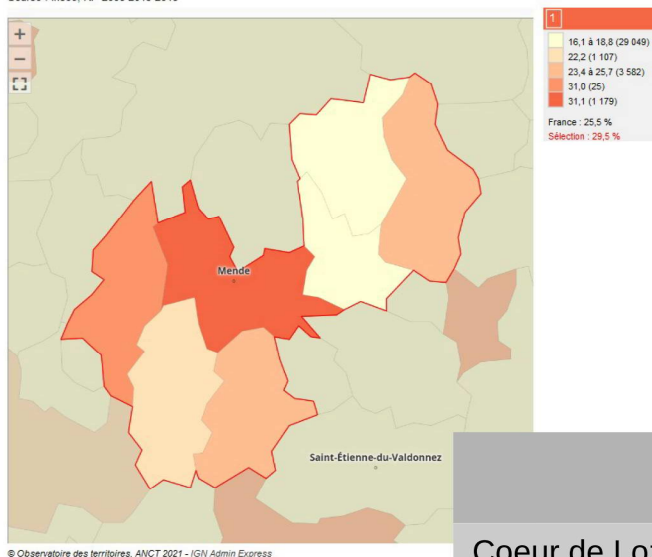 +
−
Mende
Saint-Étienne-du-Valdonnez
1
16,1 à 18,8 (29 049)
22,2 (1 107)
23,4 à 25,7 (3 582)
31,0 (25)
31,1 (1 179)
France : 25,5 %
Sélection : 29,5 %
© Observatoire des territoires, ANCT 2021 - IGN Admin Express
Coeur de